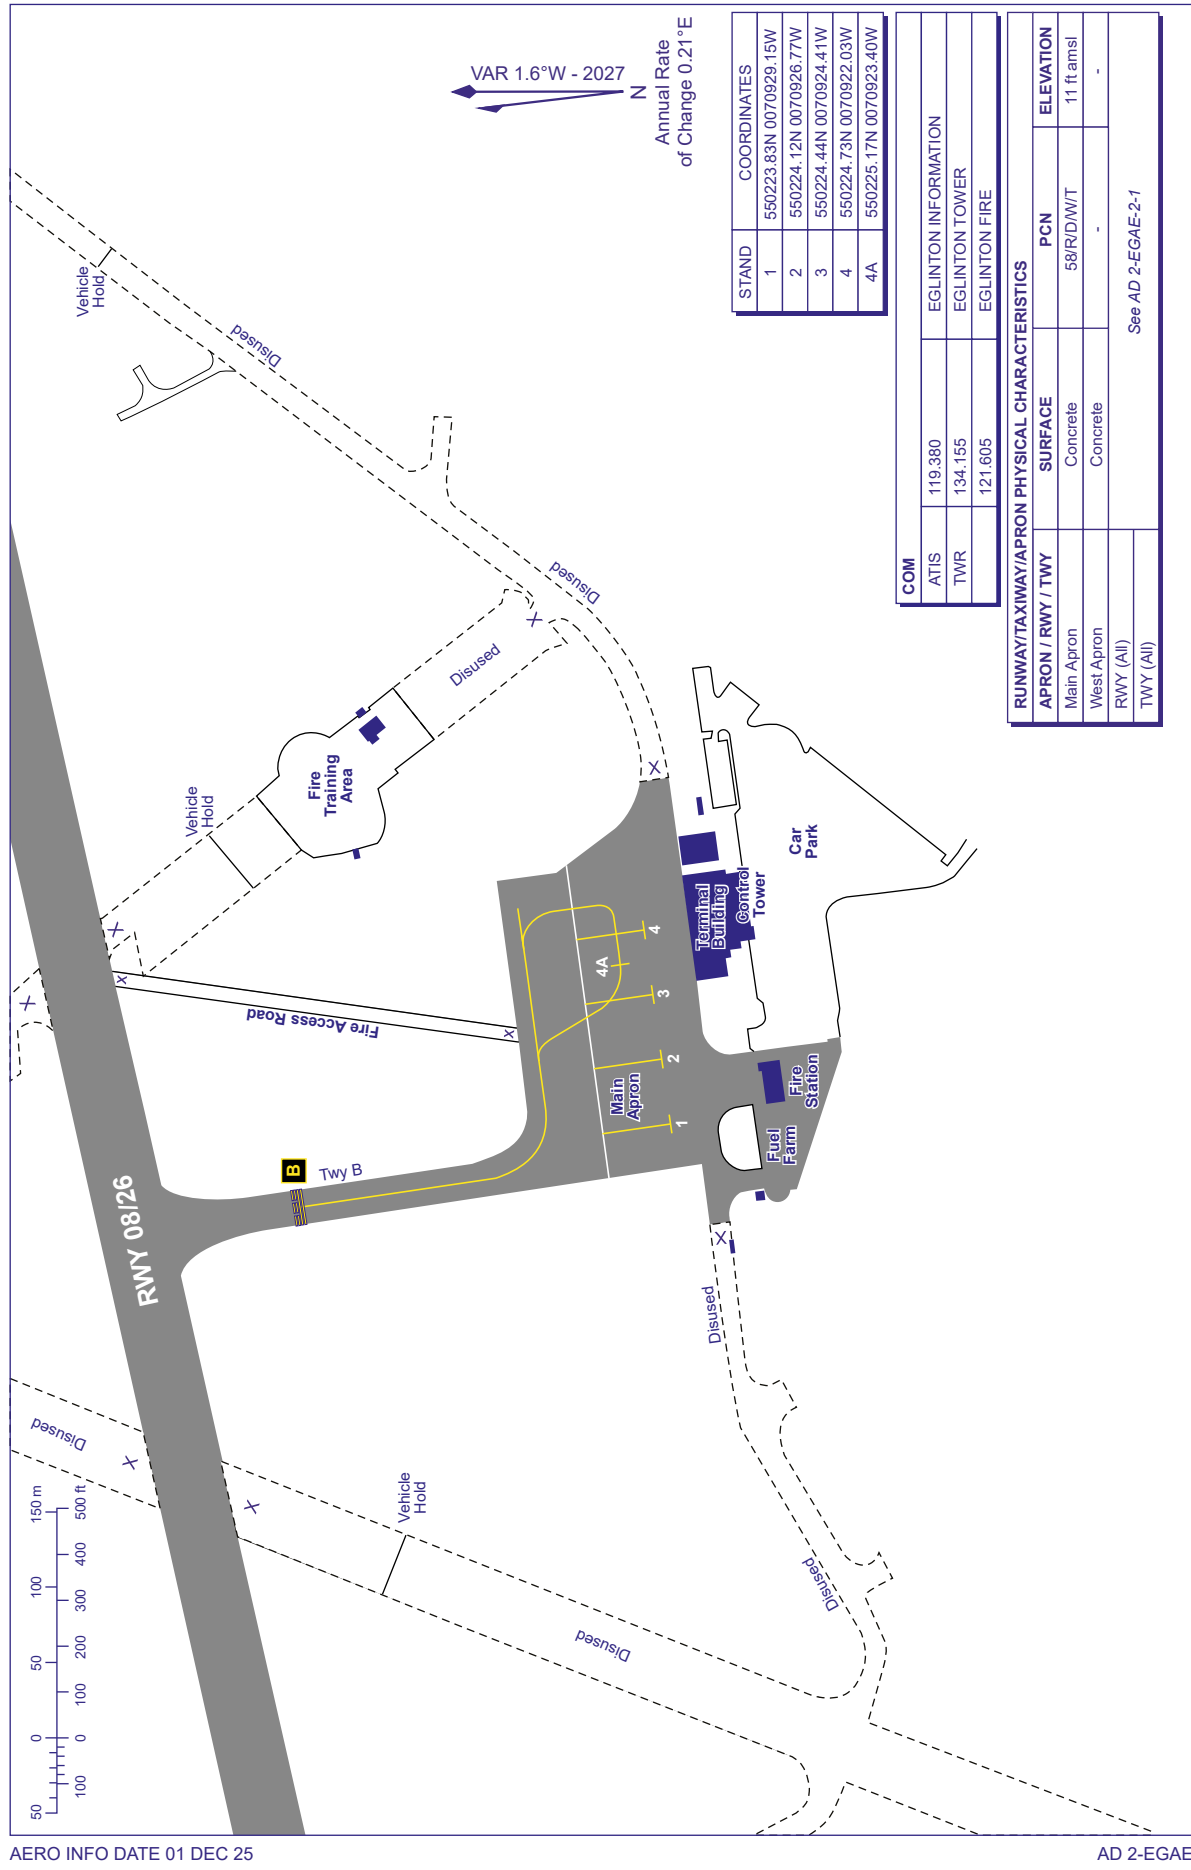 VAR 1.6°W - 2027
N
Annual Rate
of Change 0.21°E
STAND COORDINATES
1 550223.83N 0070929.15W
2 550224.12N 0070926.77W
3 550224.44N 0070924.41W
4 550224.73N 0070922.03W
4A 550225.17N 0070923.40W
COM
ATIS 119.380 EGLINTON INFORMATION
TWR 134.155 EGLINTON TOWER
121.605 EGLINTON FIRE
RUNWAY/TAXIWAY/APRON PHYSICAL CHARACTERISTICS
APRON / RWY / TWY SURFACE PCN ELEVATION
Main Apron Concrete 58/R/D/W/T 11 ft amsl
West Apron Concrete - -
RWY (All)
TWY (All)
See AD 2-EGAE-2-1
Vehicle
Hold
Disused
Disused
X
Disused
X
Fire
Training
Area
Vehicle
Hold
X
X
x
Fire Access Road
x
RWY 08/26
B
Twy B
Main
Apron
1
2
3
4A
4
Terminal
Building
Control
Tower
Car
Park
Fire
Station
Fuel
Farm
X
Disused
Disused
Disused
X
X
Vehicle
Hold
Disused
50 0 50 100 150 m
100 0 100 200 300 400 500 ft
AERO INFO DATE 01 DEC 25
AD 2-EGAE